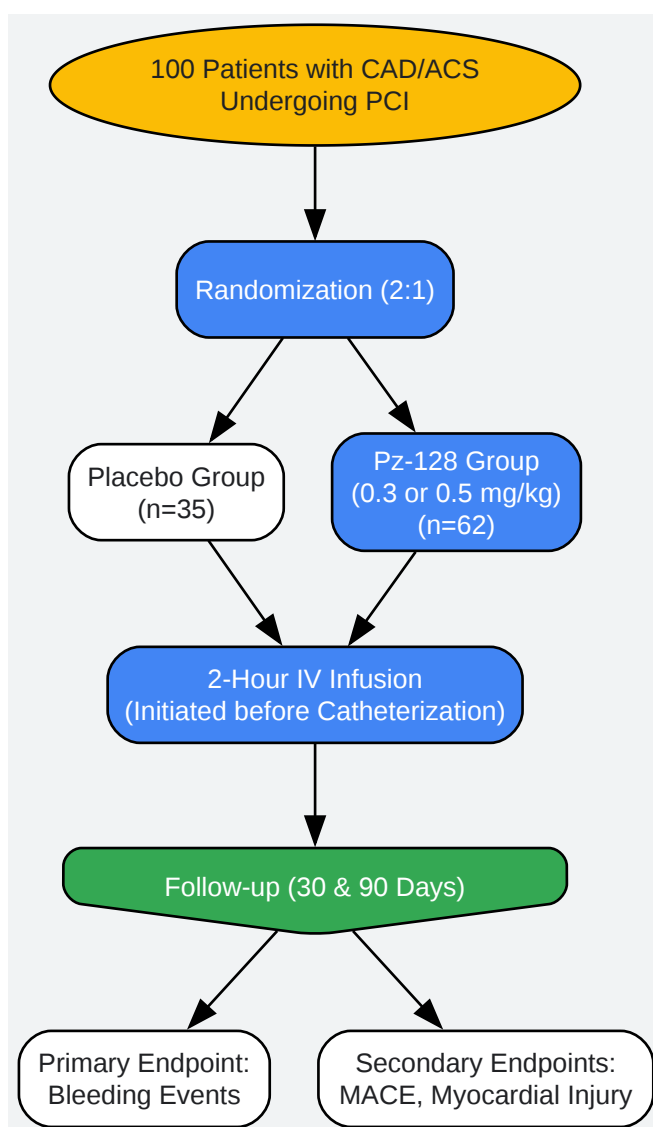 100 Patients with CAD/ACS
Undergoing PCI
Randomization (2:1)
Placebo Group
(n=35)
Pz-128 Group
(0.3 or 0.5 mg/kg)
(n=62)
2-Hour IV Infusion
(Initiated before Catheterization)
Follow-up (30 & 90 Days)
Primary Endpoint:
Bleeding Events
Secondary Endpoints:
MACE, Myocardial Injury